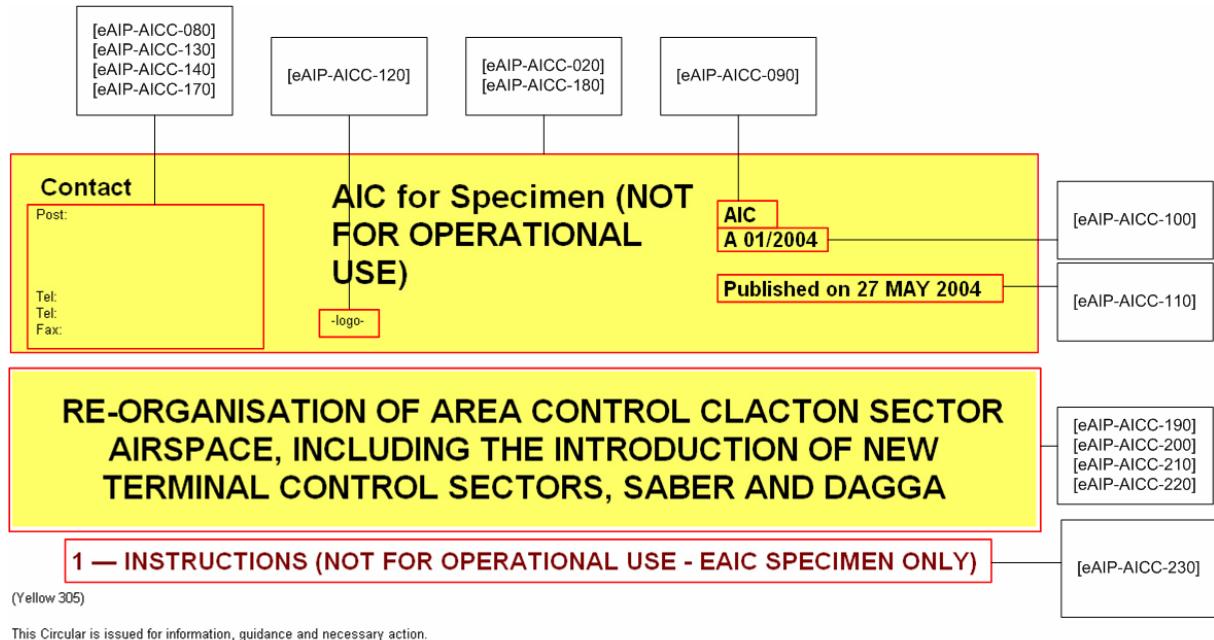 [eAIP-AICC-080]
[eAIP-AICC-130]
[eAIP-AICC-140]
[eAIP-AICC-170]
[eAIP-AICC-120]
[eAIP-AICC-020]
[eAIP-AICC-180]
[eAIP-AICC-090]
Contact
Post:
Tel:
Tel:
Fax:
AIC for Specimen (NOT
FOR OPERATIONAL
USE)
-logo-
AIC
A 01/2004
Published on 27 MAY 2004
[eAIP-AICC-100]
[eAIP-AICC-110]
RE-ORGANISATION OF AREA CONTROL CLACTON SECTOR
AIRSPACE, INCLUDING THE INTRODUCTION OF NEW
TERMINAL CONTROL SECTORS, SABER AND DAGGA
[eAIP-AICC-190]
[eAIP-AICC-200]
[eAIP-AICC-210]
[eAIP-AICC-220]
1 — INSTRUCTIONS (NOT FOR OPERATIONAL USE - EAIC SPECIMEN ONLY)
[eAIP-AICC-230]
(Yellow 305)
This Circular is issued for information, guidance and necessary action.